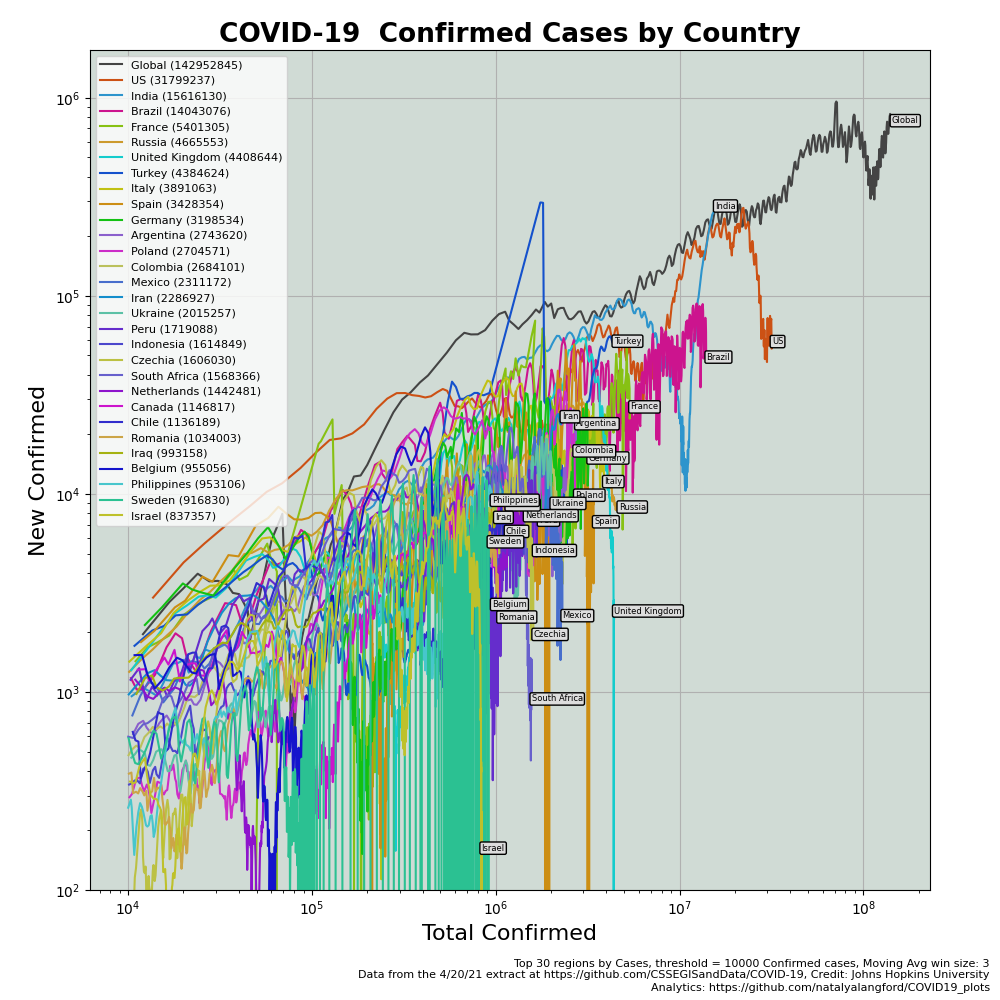 COVID-19  Confirmed Cases by Country
Global (142952845)
US (31799237)
India (15616130)
Brazil (14043076)
France (5401305)
Russia (4665553)
United Kingdom (4408644)
Turkey (4384624)
Italy (3891063)
Spain (3428354)
Germany (3198534)
Argentina (2743620)
Poland (2704571)
Colombia (2684101)
Mexico (2311172)
Iran (2286927)
Ukraine (2015257)
Peru (1719088)
Indonesia (1614849)
Czechia (1606030)
South Africa (1568366)
Netherlands (1442481)
Canada (1146817)
Chile (1136189)
Romania (1034003)
Iraq (993158)
Belgium (955056)
Philippines (953106)
Sweden (916830)
Israel (837357)
New Confirmed
10⁶
10⁵
10⁴
10³
10²
Global
India
Turkey
US
Brazil
France
Iran
Argentina
Colombia
Germany
Italy
Poland
Philippines
Ukraine
Russia
Iraq
Netherlands
Spain
Chile
Sweden
Indonesia
Belgium
Romania
Mexico
United Kingdom
Czechia
South Africa
Israel
10⁴ 10⁵ 10⁶ 10⁷ 10⁸
Total Confirmed
Top 30 regions by Cases, threshold = 10000 Confirmed cases, Moving Avg win size: 3
Data from the 4/20/21 extract at https://github.com/CSSEGISandData/COVID-19, Credit: Johns Hopkins University
Analytics: https://github.com/natalyalangford/COVID19_plots